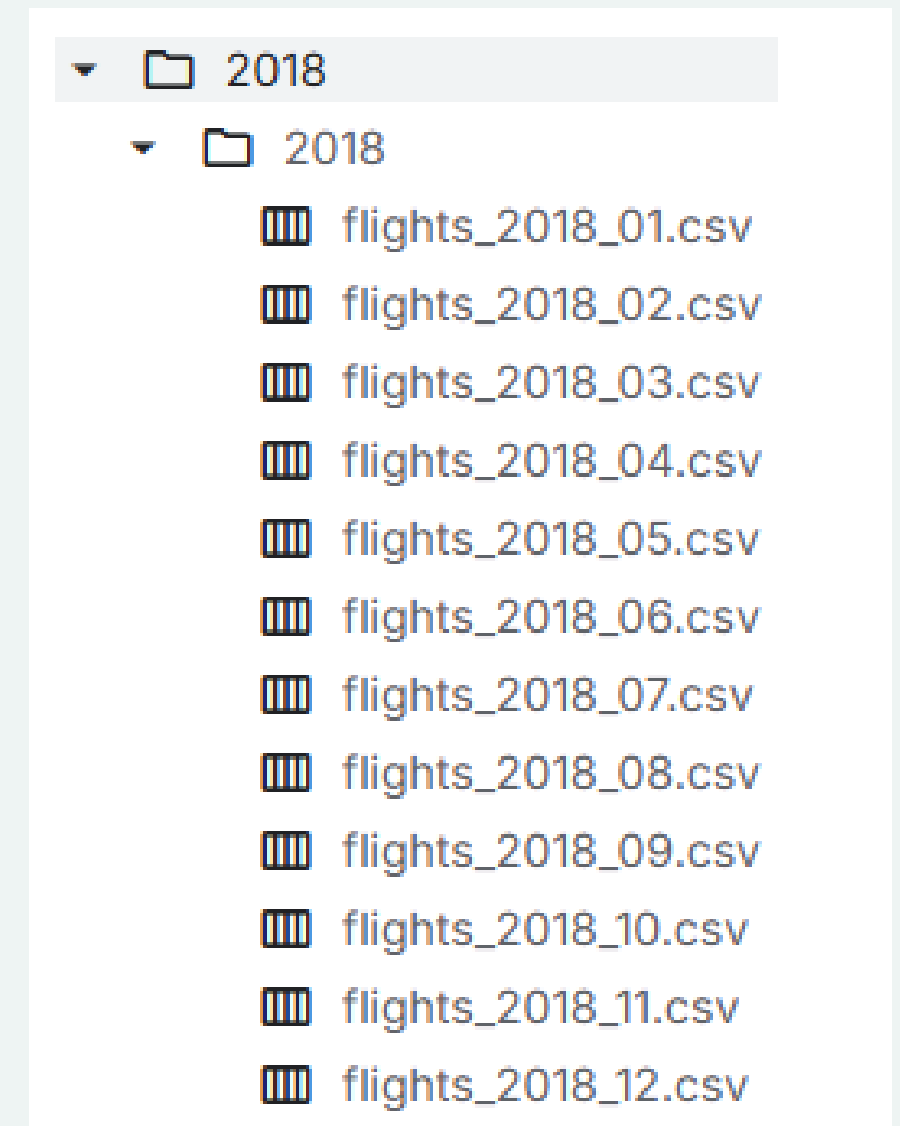 2018
2018
flights_2018_01.csv
flights_2018_02.csv
flights_2018_03.csv
flights_2018_04.csv
flights_2018_05.csv
flights_2018_06.csv
flights_2018_07.csv
flights_2018_08.csv
flights_2018_09.csv
flights_2018_10.csv
flights_2018_11.csv
flights_2018_12.csv